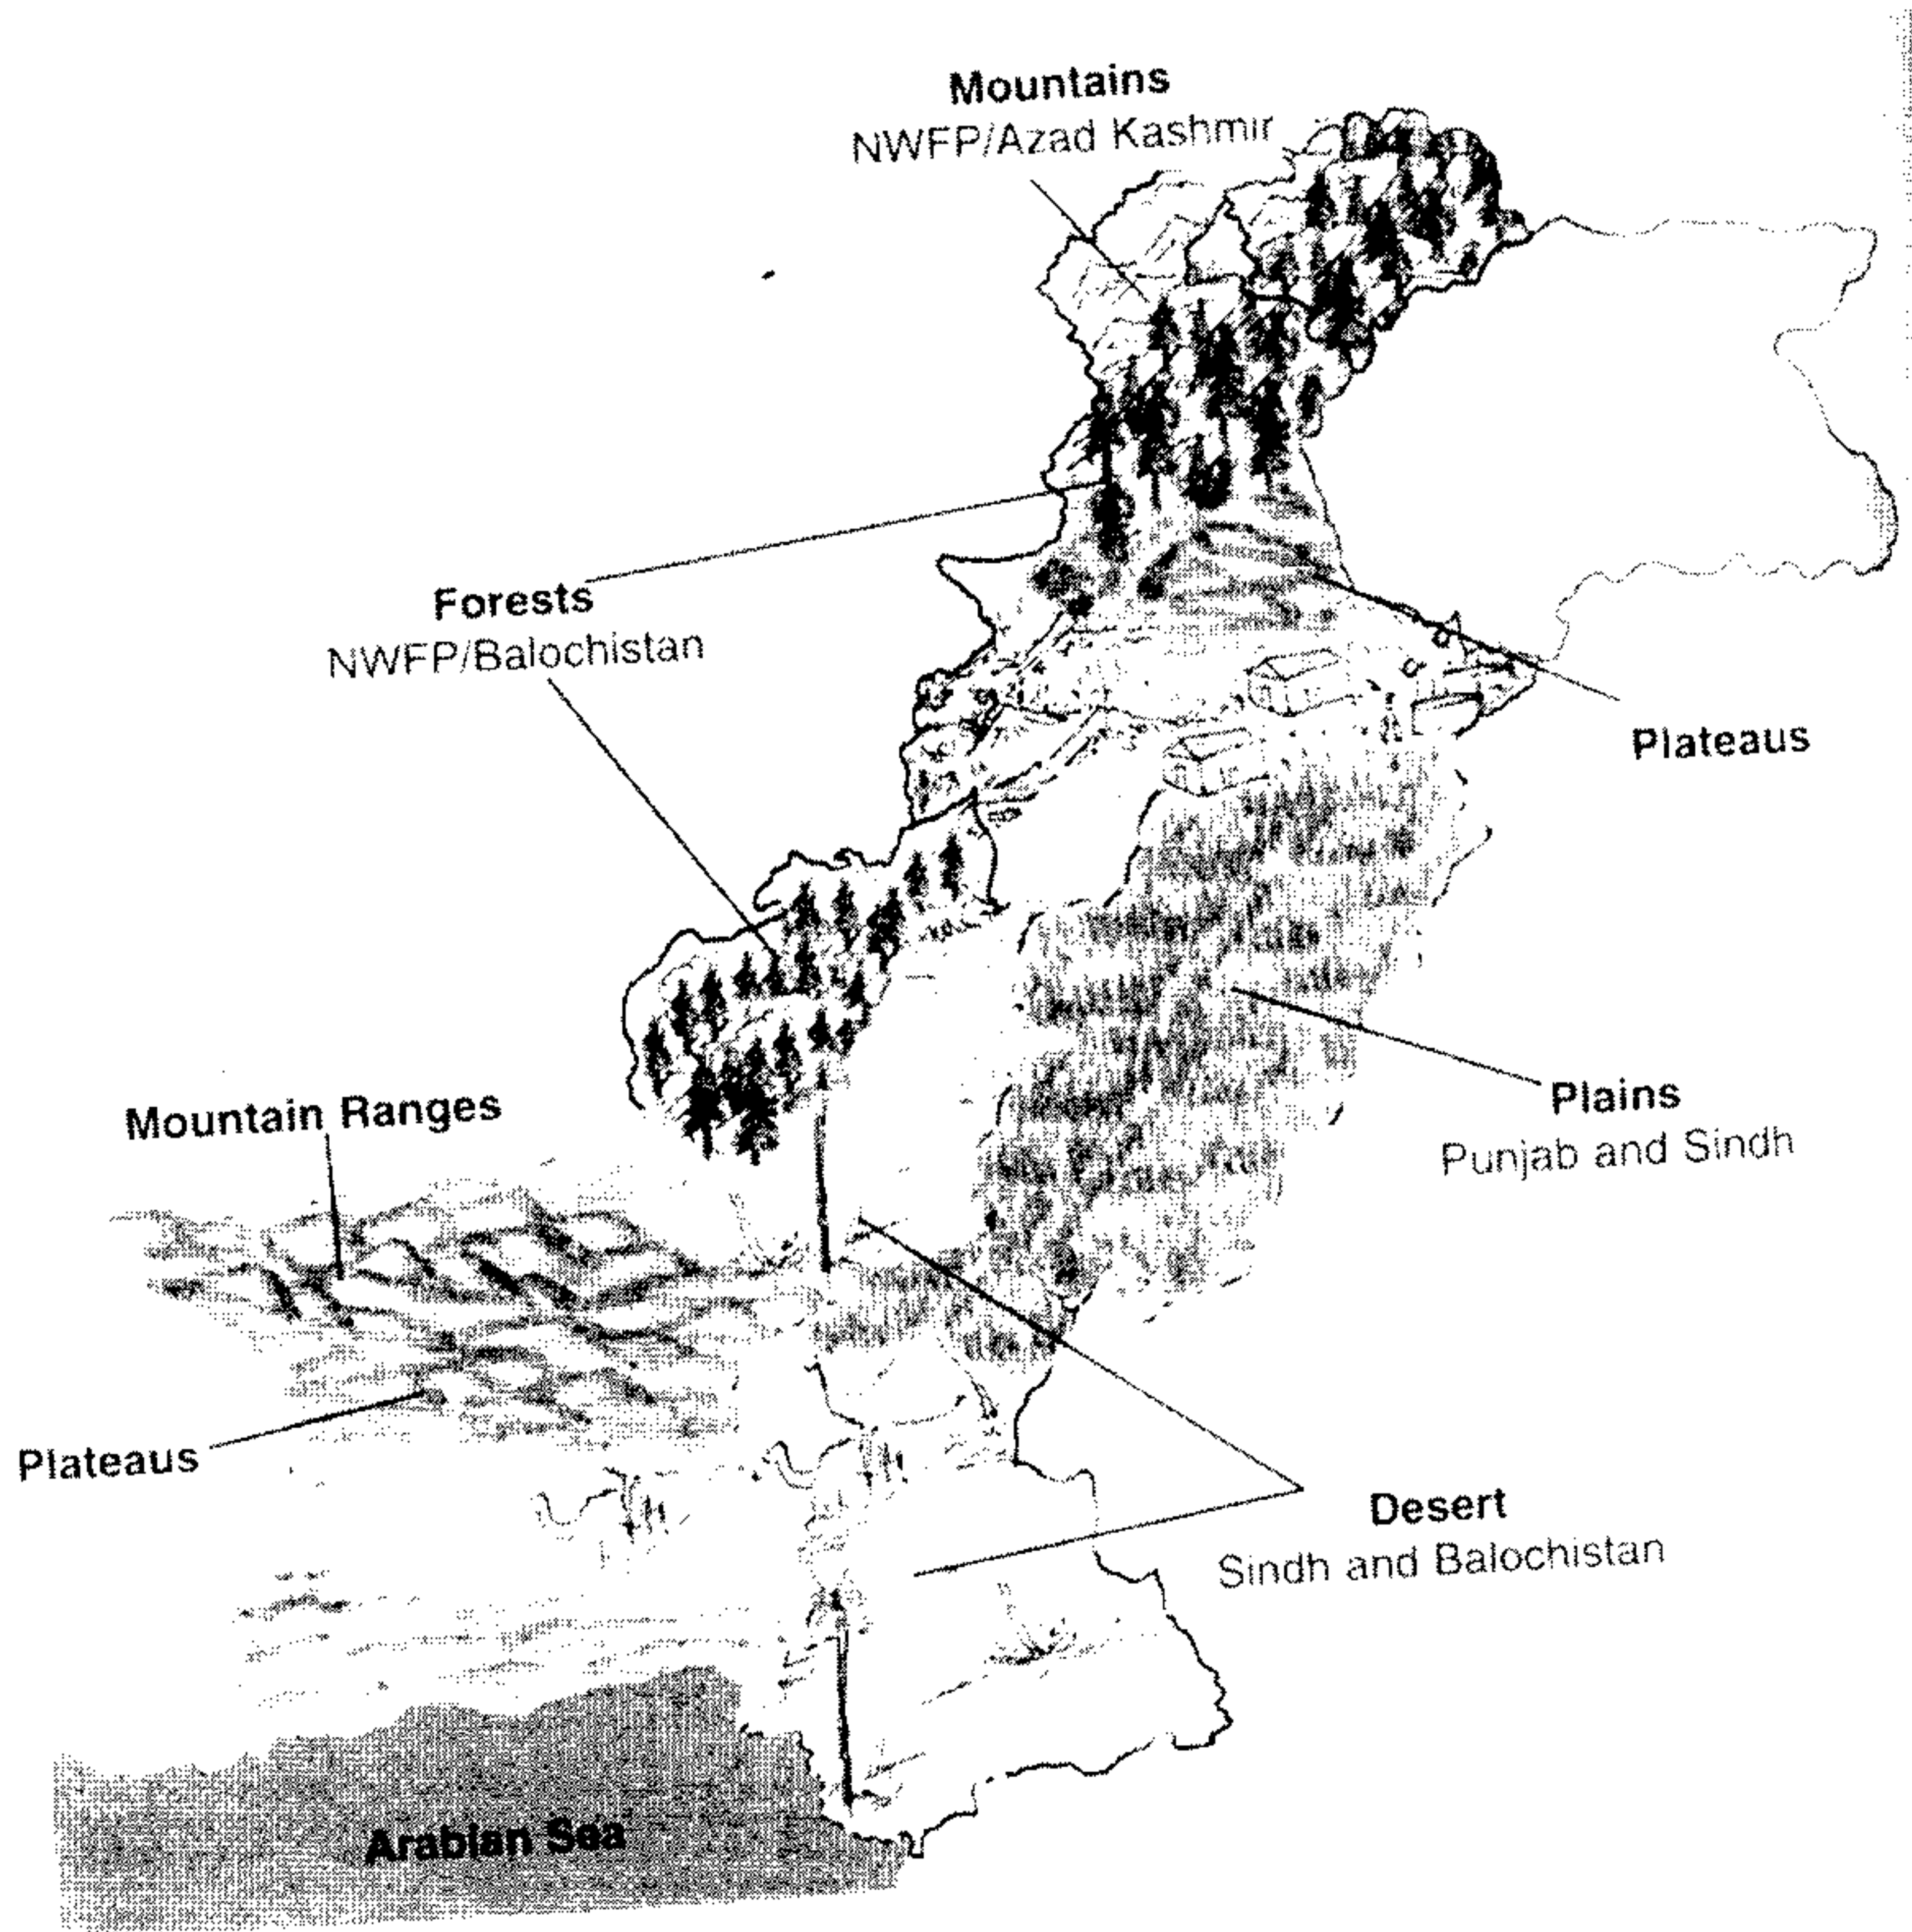 Mountains
NWFP/Azad Kashmir
Forests
NWFP/Balochistan
Plateaus
Plains
Punjab and Sindh
Mountain Ranges
Plateaus
Desert
Sindh and Balochistan
Arabian Sea